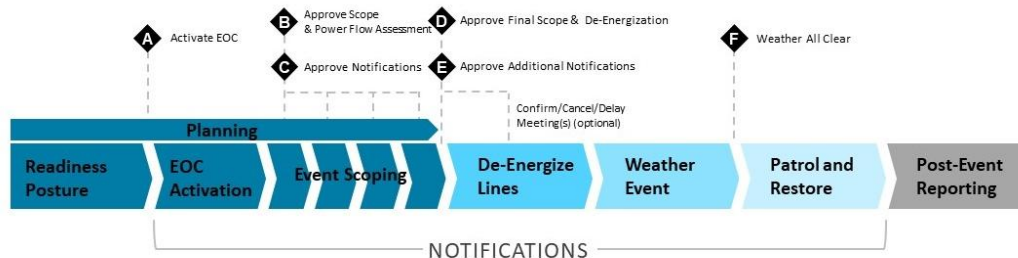 A
Activate EOC
B
Approve Scope
& Power Flow Assessment
C
Approve Notifications
D
Approve Final Scope & De-Energization
E
Approve Additional Notifications
F
Weather All Clear
Confirm/Cancel/Delay
Meeting(s) (optional)
Planning
Readiness
Posture
EOC
Activation
Event Scoping
De-Energize
Lines
Weather
Event
Patrol and
Restore
Post-Event
Reporting
NOTIFICATIONS